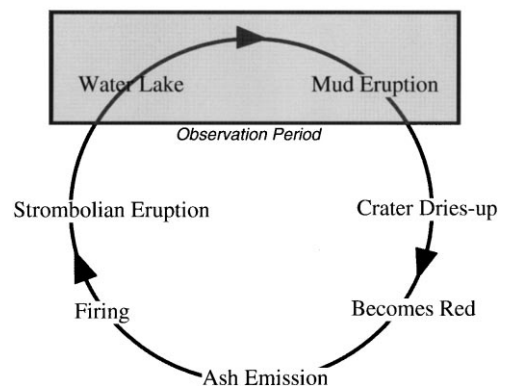 Water Lake
Mud Eruption
Observation Period
Strombolian Eruption
Crater Dries-up
Firing
Becomes Red
Ash Emission